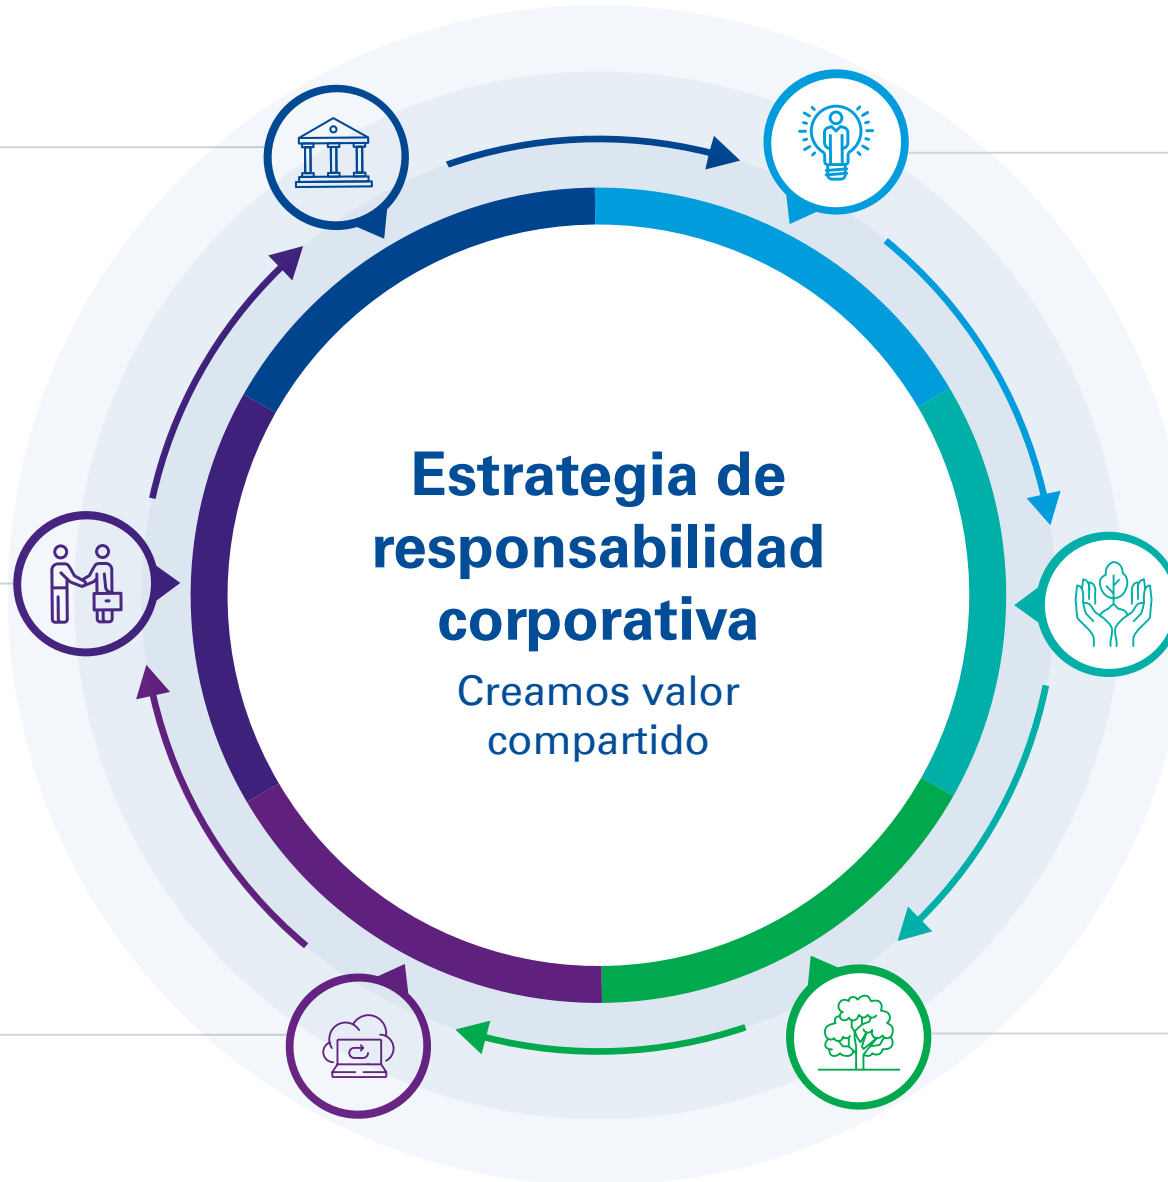 Estrategia de
responsabilidad
corporativa
Creamos valor
compartido